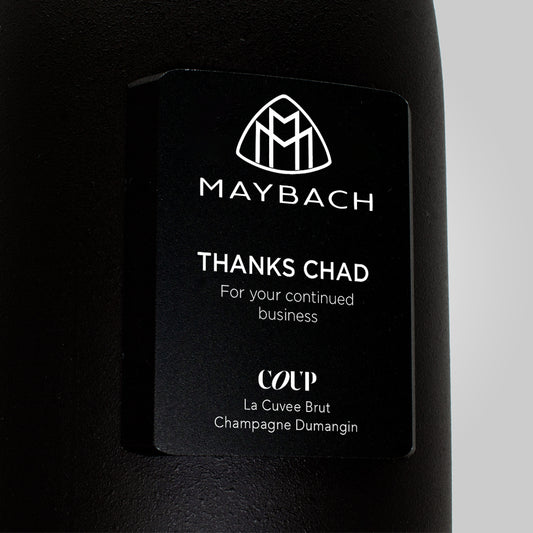 MAYBACH
THANKS CHAD
For your continued
business
COUP
La Cuvee Brut
Champagne Dumangin